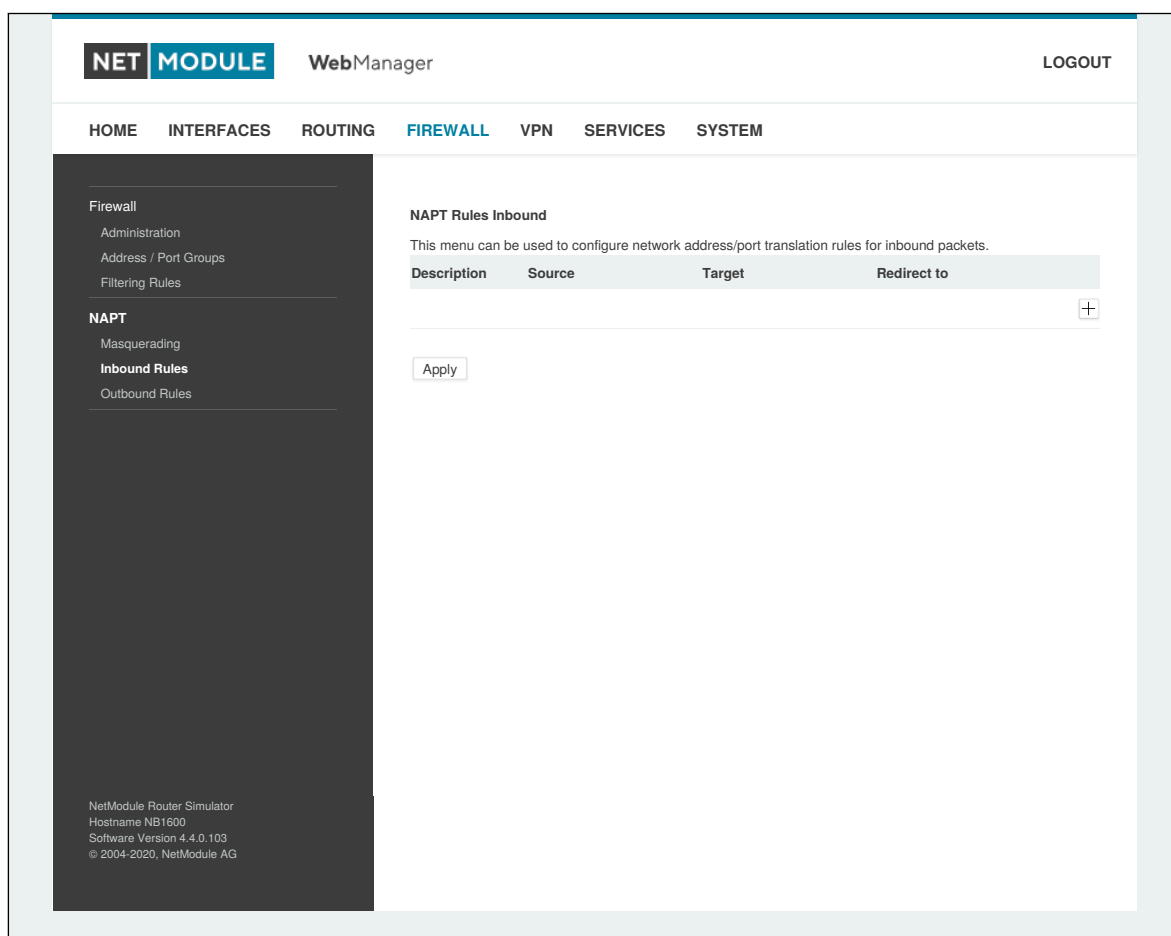 NET MODULE WebManager LOGOUT
HOME INTERFACES ROUTING FIREWALL VPN SERVICES SYSTEM
Firewall
Administration
Address / Port Groups
Filtering Rules
NAPT
Masquerading
Inbound Rules
Outbound Rules
NAPT Rules Inbound
This menu can be used to configure network address/port translation rules for inbound packets.
Description Source Target Redirect to
Apply
NetModule Router Simulator
Hostname NB1600
Software Version 4.4.0.103
© 2004-2020, NetModule AG